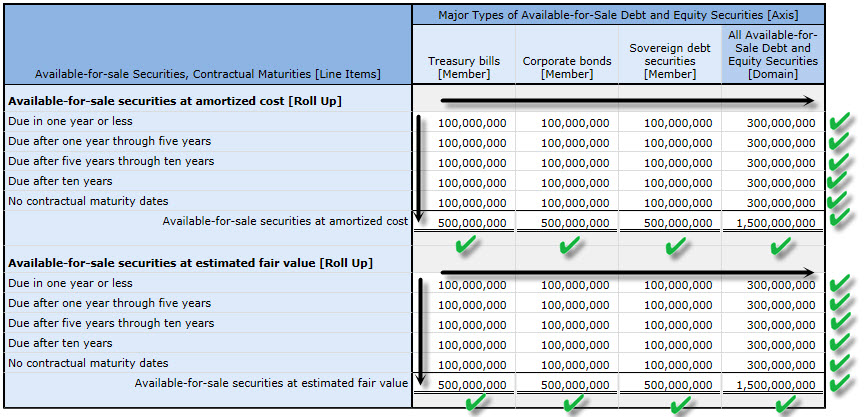 Major Types of Available-for-Sale Debt and Equity Securities [Axis]
Available-for-sale Securities, Contractual Maturities [Line Items]
Treasury bills [Member]
Corporate bonds [Member]
Sovereign debt securities [Member]
All Available-for-Sale Debt and Equity Securities [Domain]
Available-for-sale securities at amortized cost [Roll Up]
Due in one year or less 100,000,000 100,000,000 100,000,000 300,000,000
Due after one year through five years 100,000,000 100,000,000 100,000,000 300,000,000
Due after five years through ten years 100,000,000 100,000,000 100,000,000 300,000,000
Due after ten years 100,000,000 100,000,000 100,000,000 300,000,000
No contractual maturity dates 100,000,000 100,000,000 100,000,000 300,000,000
Available-for-sale securities at amortized cost 500,000,000 500,000,000 500,000,000 1,500,000,000
Available-for-sale securities at estimated fair value [Roll Up]
Due in one year or less 100,000,000 100,000,000 100,000,000 300,000,000
Due after one year through five years 100,000,000 100,000,000 100,000,000 300,000,000
Due after five years through ten years 100,000,000 100,000,000 100,000,000 300,000,000
Due after ten years 100,000,000 100,000,000 100,000,000 300,000,000
No contractual maturity dates 100,000,000 100,000,000 100,000,000 300,000,000
Available-for-sale securities at estimated fair value 500,000,000 500,000,000 500,000,000 1,500,000,000